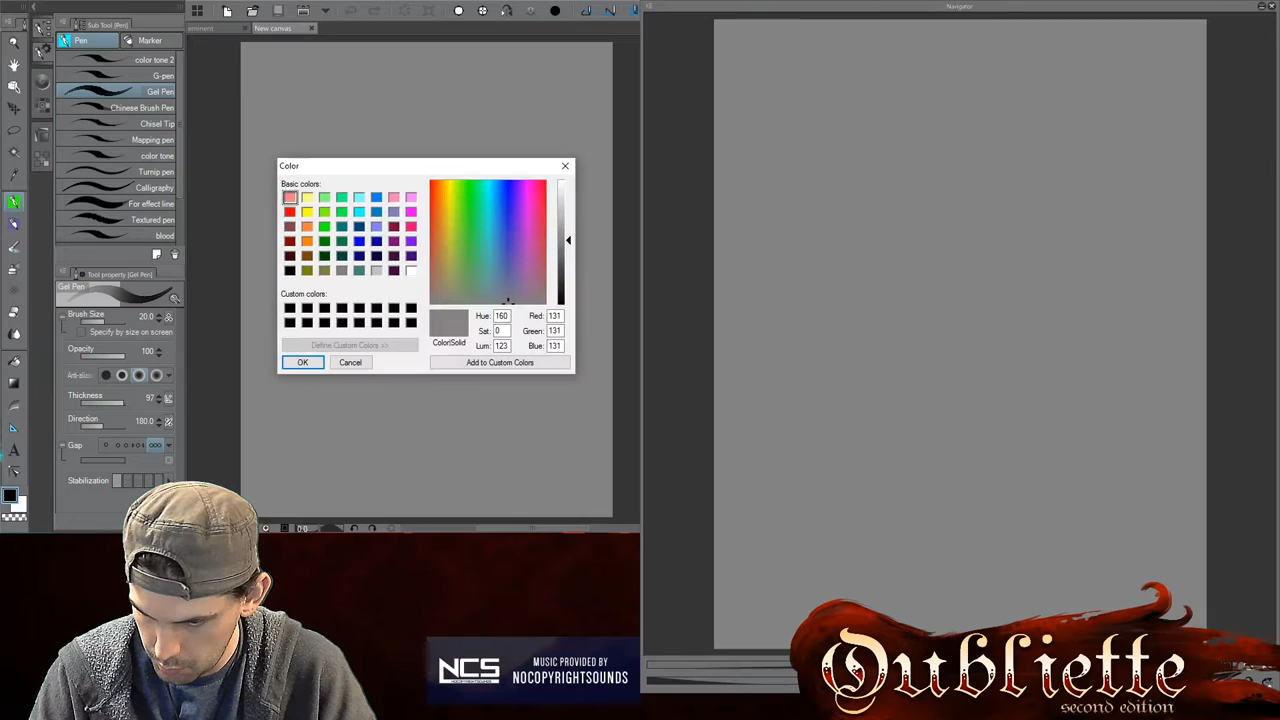 Sub Tool [Pen]
Pen
Marker
color tone 2
G-pen
Gel Pen
Chinese Brush Pen
Chisel Tip
Mapping pen
color tone
Turnip pen
Calligraphy
For effect line
Textured pen
blood
Tool property [Gel Pen]
Gel Pen
Brush Size 20.0
Specify by size on screen
Opacity 100
Anti-alias
Thickness 97
Direction 180.0
Gap
Stabilization
eminent
New canvas
Color
Basic colors:
Custom colors:
Define Custom Colors >>
OK
Cancel
Color|Solid
Hue: 160
Sat: 0
Lum: 123
Red: 131
Green: 131
Blue: 131
Add to Custom Colors
0.0
Navigator
NCS
NOCOPYRIGHTSOUNDS
MUSIC PROVIDED BY
NOCOPYRIGHTSOUNDS
Oubliette
second edition